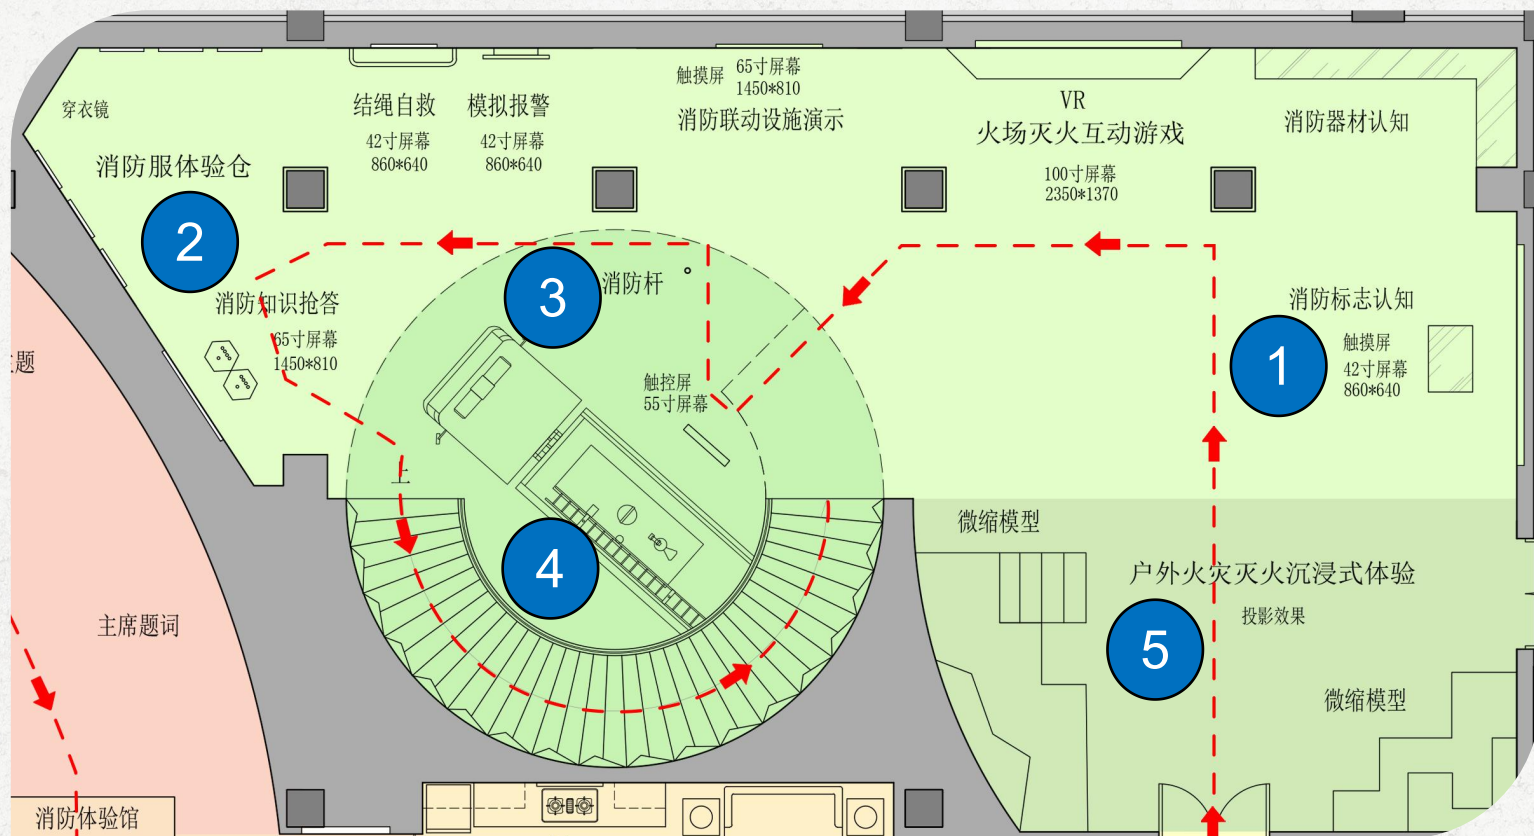 穿衣镜
结绳自救
42寸屏幕
860*640
模拟报警
42寸屏幕
860*640
触摸屏
65寸屏幕
1450*810
消防联动设施演示
VR
火场灭火互动游戏
100寸屏幕
2350*1370
消防器材认知
消防服体验仓
2
3
消防杆
消防知识抢答
65寸屏幕
1450*810
消防标志认知
1
触摸屏
42寸屏幕
860*640
题
触控屏
55寸屏幕
上
4
微缩模型
户外火灾灭火沉浸式体验
投影效果
5
微缩模型
主席题词
消防体验馆